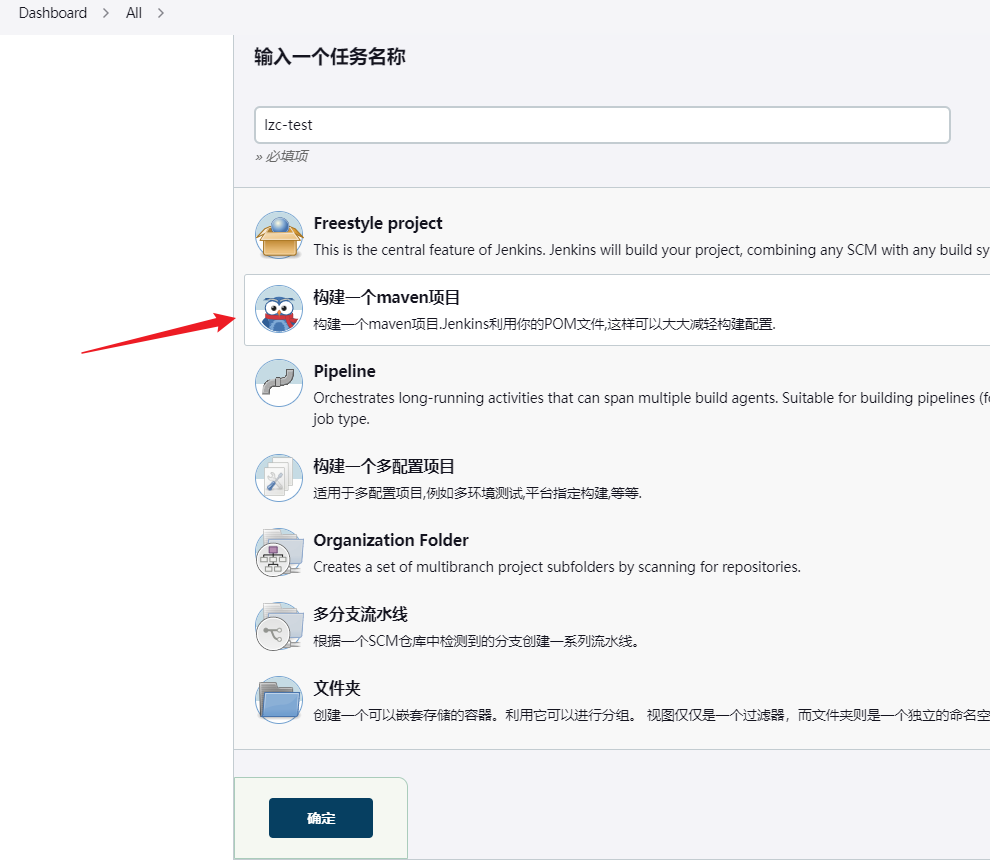 Dashboard > All >
输入一个任务名称
lzc-test
» 必填项
Freestyle project
This is the central feature of Jenkins. Jenkins will build your project, combining any SCM with any build sy
构建一个maven项目
构建一个maven项目.Jenkins利用你的POM文件,这样可以大大减轻构建配置.
Pipeline
Orchestrates long-running activities that can span multiple build agents. Suitable for building pipelines (fo
job type.
构建一个多配置项目
适用于多配置项目,例如多环境测试,平台指定构建,等等.
Organization Folder
Creates a set of multibranch project subfolders by scanning for repositories.
多分支流水线
根据一个SCM仓库中检测到的分支创建一系列流水线。
文件夹
创建一个可以嵌套存储的容器。利用它可以进行分组。 视图仅仅是一个过滤器，而文件夹则是一个独立的命名空
确定